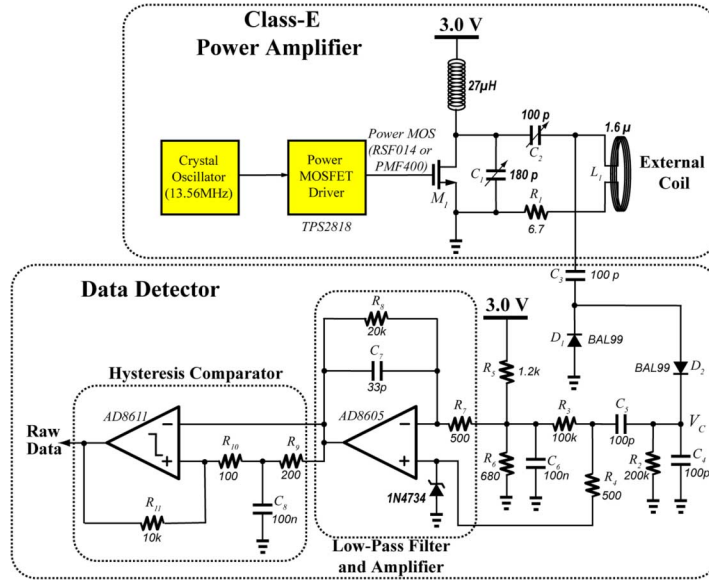 Class-E
Power Amplifier
3.0 V
27µH
Power MOS
(RSF014 or
PMF400)
100 p
C2
1.6 µ
Crystal
Oscillator
(13.56MHz)
Power
MOSFET
Driver
TPS2818
M1
C1
180 p
L1
External
Coil
R1
6.7
Data Detector
C3
100 p
R8
20k
3.0 V
D1
BAL99
BAL99
D2
Hysteresis Comparator
C7
33p
R5
1.2k
Raw
Data
AD8611
R10
100
R9
200
AD8605
R7
500
R3
100k
C5
100p
VC
R6
680
C6
100n
R4
500
R2
200k
C4
100p
R11
10k
C8
100n
1N4734
Low-Pass Filter
and Amplifier